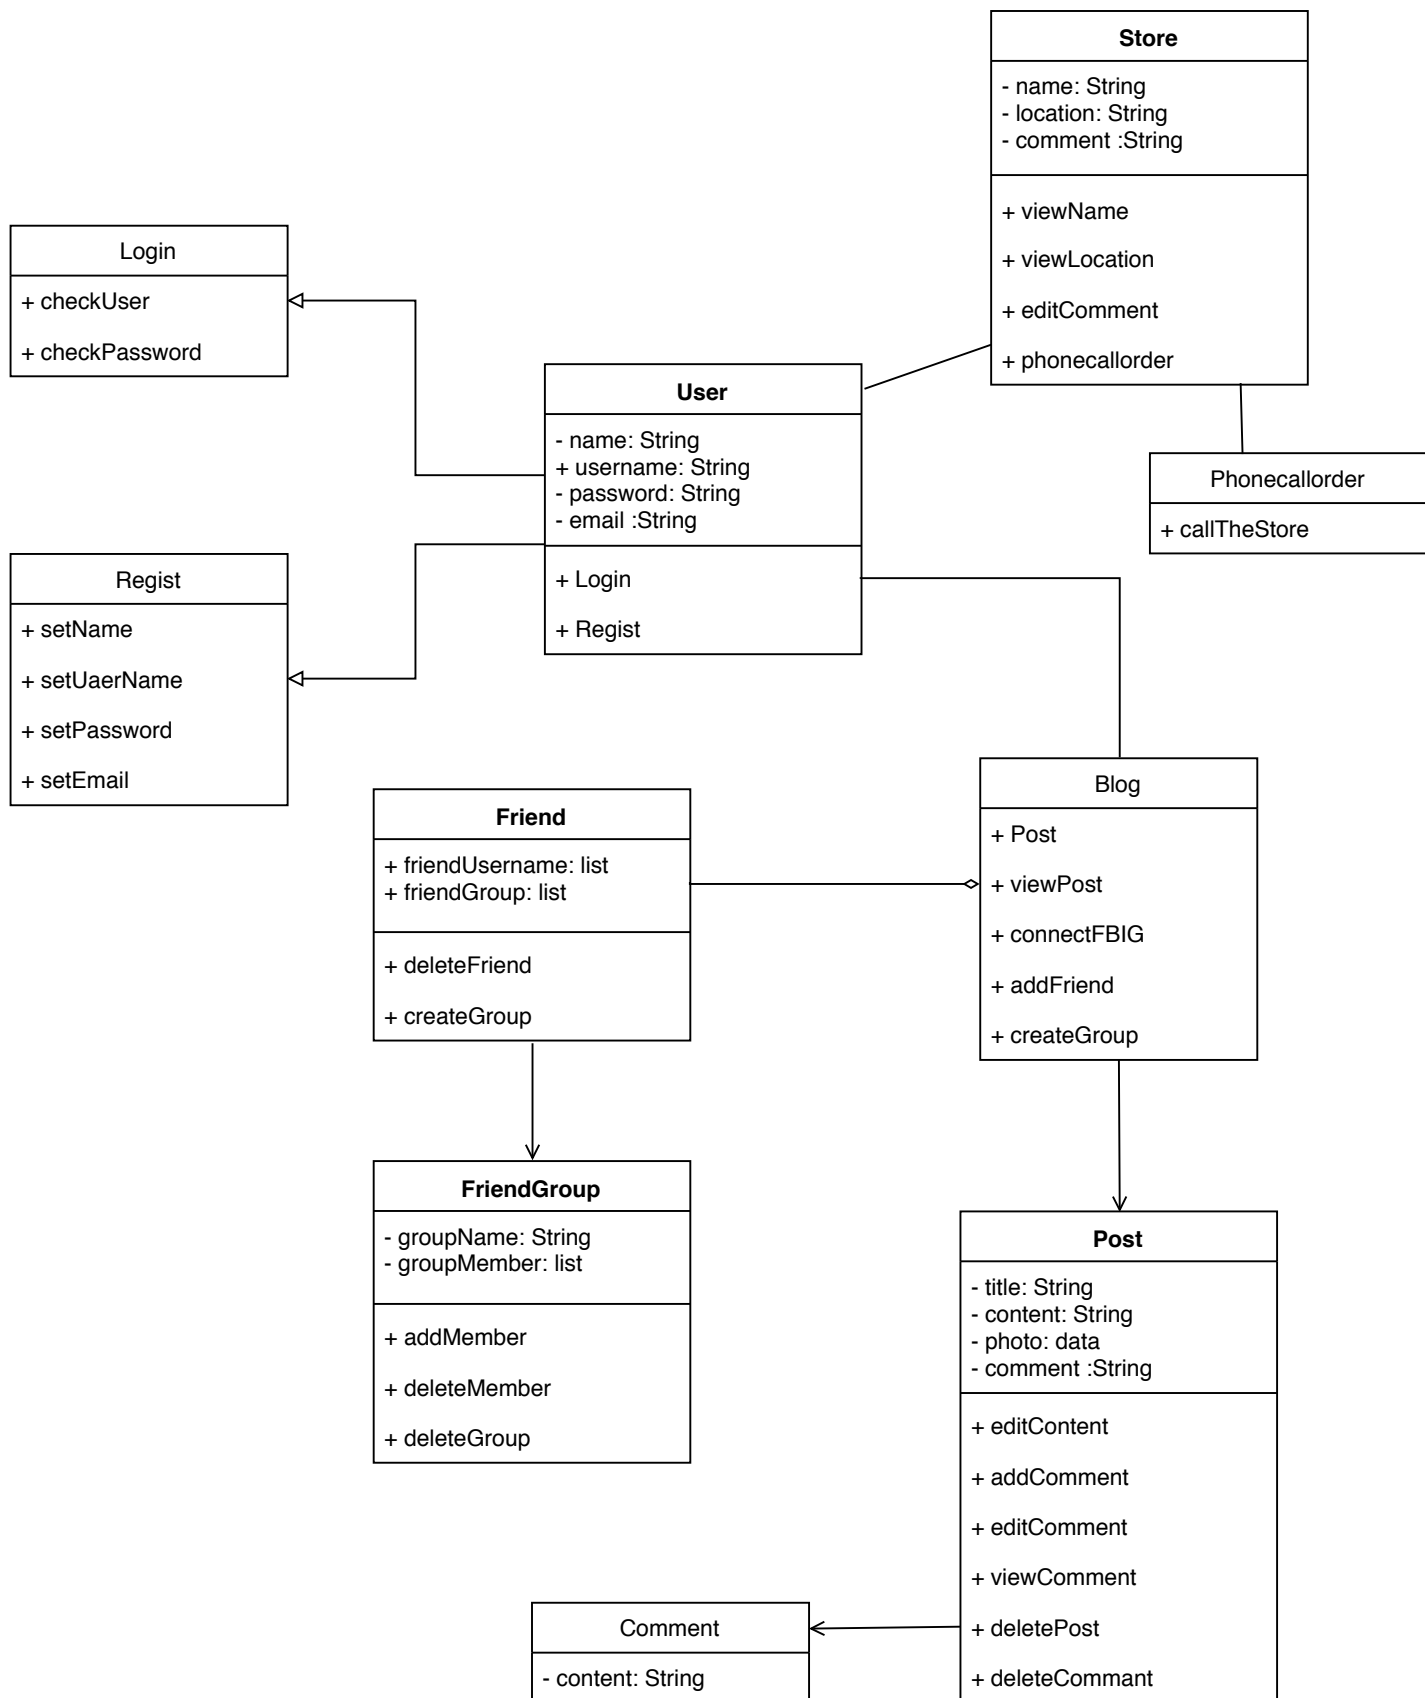 Store
- name: String
- location: String
- comment :String
+ viewName
+ viewLocation
+ editComment
+ phonecallorder
Login
+ checkUser
+ checkPassword
User
- name: String
+ username: String
- password: String
- email :String
+ Login
+ Regist
Phonecallorder
+ callTheStore
Regist
+ setName
+ setUaerName
+ setPassword
+ setEmail
Blog
+ Post
+ viewPost
+ connectFBIG
+ addFriend
+ createGroup
Friend
+ friendUsername: list
+ friendGroup: list
+ deleteFriend
+ createGroup
FriendGroup
- groupName: String
- groupMember: list
+ addMember
+ deleteMember
+ deleteGroup
Post
- title: String
- content: String
- photo: data
- comment :String
+ editContent
+ addComment
+ editComment
+ viewComment
+ deletePost
+ deleteCommant
Comment
- content: String